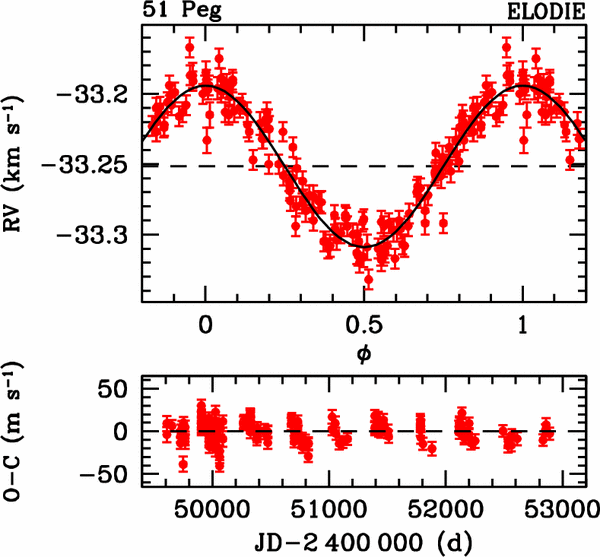 51 Peg ELODIE
RV (km s⁻¹)
−33.2
−33.25
−33.3
0 0.5 1
ϕ
O−C (m s⁻¹)
50
0
−50
50000 51000 52000 53000
JD−2 400 000 (d)